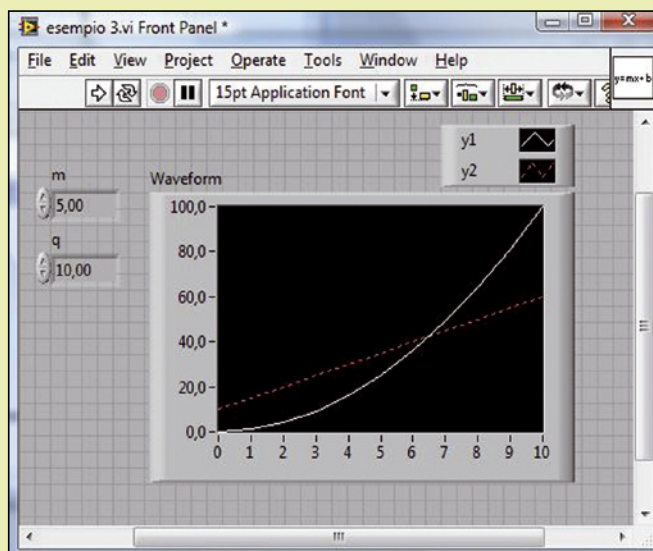 esempio 3.vi Front Panel *
File Edit View Project Operate Tools Window Help
15pt Application Font
y=mx+b
y1
y2
m
5,00
q
10,00
Waveform
100,0
80,0
60,0
40,0
20,0
0,0
0 1 2 3 4 5 6 7 8 9 10